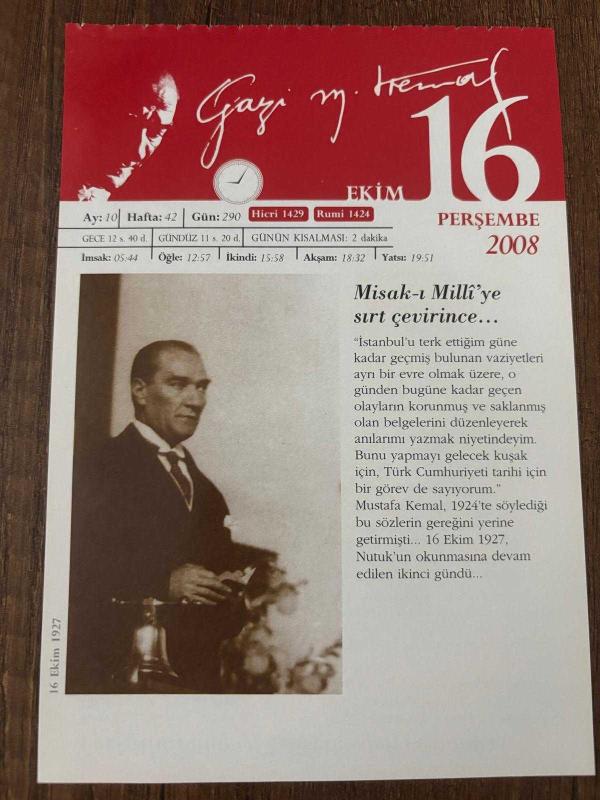 Gazi M. Kemal
EKİM 16
PERŞEMBE
2008
Ay: 10 Hafta: 42 Gün: 290 Hicri 1429 Rumi 1424
GECE 12 s. 40 d. GÜNDÜZ 11 s. 20 d. GÜNÜN KISALMASI: 2 dakika
İmsak: 05:44 Öğle: 12:57 İkindi: 15:58 Akşam: 18:32 Yatsı: 19:51
Misak-ı Millî'ye
sırt çevirince...
"İstanbul'u terk ettiğim güne
kadar geçmiş bulunan vaziyetleri
ayrı bir evre olmak üzere, o
günden bugüne kadar geçen
olayların korunmuş ve saklanmış
olan belgelerini düzenleyerek
anılarımı yazmak niyetindeyim.
Bunu yapmayı gelecek kuşak
için, Türk Cumhuriyeti tarihi için
bir görev de sayıyorum."
Mustafa Kemal, 1924'te söylediği
bu sözlerin gereğini yerine
getirmişti... 16 Ekim 1927,
Nutuk'un okunmasına devam
edilen ikinci gündü...
16 Ekim 1927